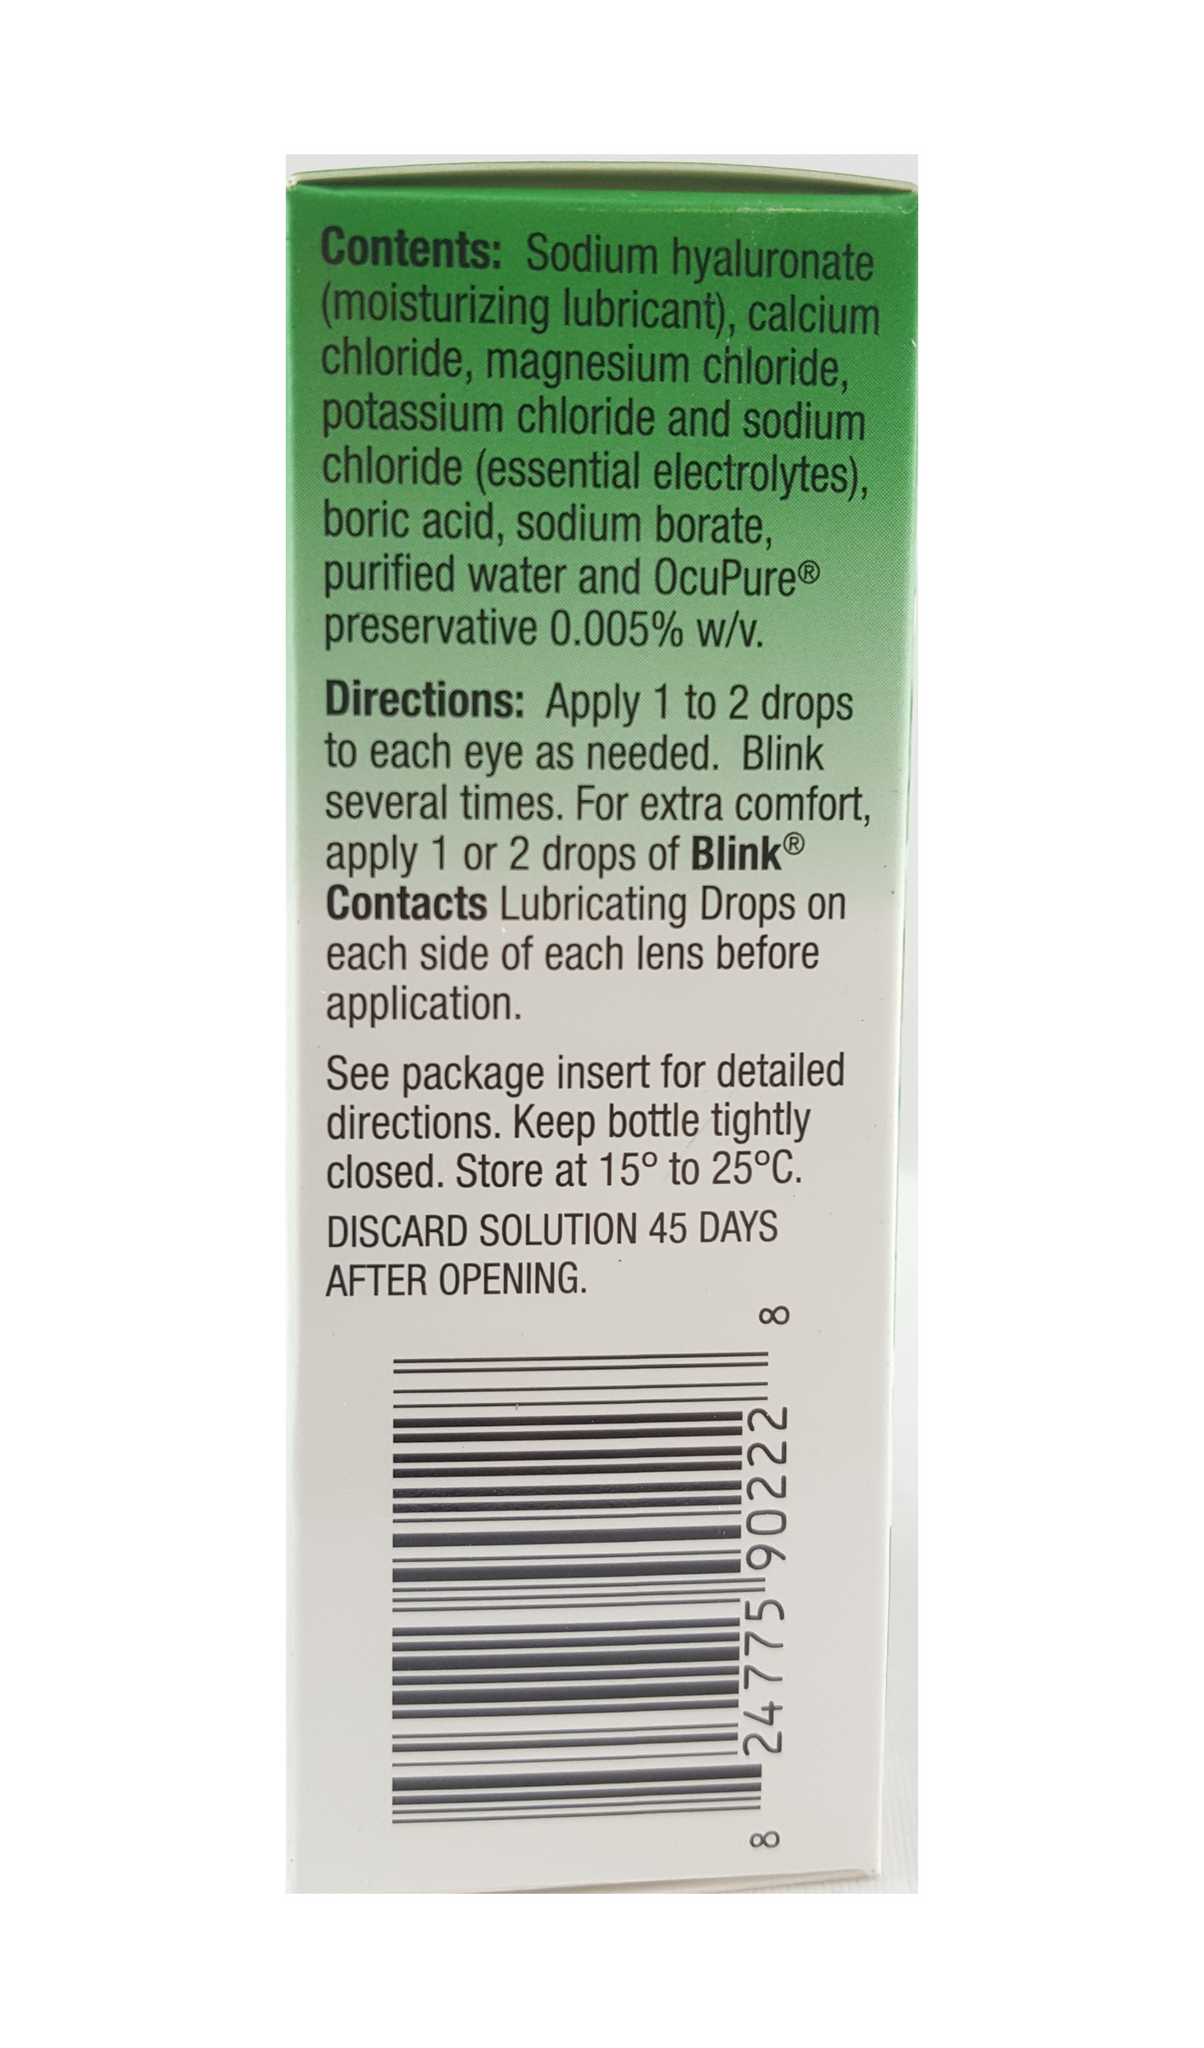 Contents: Sodium hyaluronate
(moisturizing lubricant), calcium
chloride, magnesium chloride,
potassium chloride and sodium
chloride (essential electrolytes),
boric acid, sodium borate,
purified water and OcuPure®
preservative 0.005% w/v.
Directions: Apply 1 to 2 drops
to each eye as needed. Blink
several times. For extra comfort,
apply 1 or 2 drops of Blink®
Contacts Lubricating Drops on
each side of each lens before
application.
See package insert for detailed
directions. Keep bottle tightly
closed. Store at 15º to 25ºC.
DISCARD SOLUTION 45 DAYS
AFTER OPENING.
8 24775 90222 8